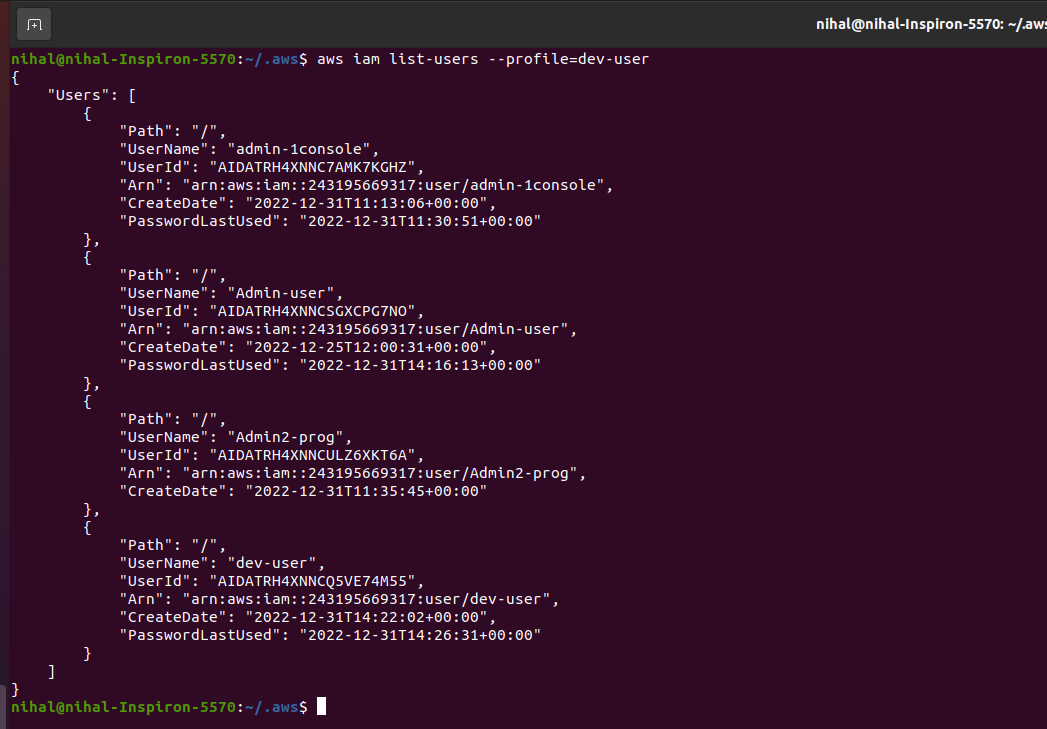 nihal@nihal-Inspiron-5570: ~/.aws
nihal@nihal-Inspiron-5570:~/.aws$ aws iam list-users --profile=dev-user
{
    "Users": [
        {
            "Path": "/",
            "UserName": "admin-1console",
            "UserId": "AIDATRH4XNNC7AMK7KGHZ",
            "Arn": "arn:aws:iam::243195669317:user/admin-1console",
            "CreateDate": "2022-12-31T11:13:06+00:00",
            "PasswordLastUsed": "2022-12-31T11:30:51+00:00"
        },
        {
            "Path": "/",
            "UserName": "Admin-user",
            "UserId": "AIDATRH4XNNCSGXCPG7NO",
            "Arn": "arn:aws:iam::243195669317:user/Admin-user",
            "CreateDate": "2022-12-25T12:00:31+00:00",
            "PasswordLastUsed": "2022-12-31T14:16:13+00:00"
        },
        {
            "Path": "/",
            "UserName": "Admin2-prog",
            "UserId": "AIDATRH4XNNCULZ6XKT6A",
            "Arn": "arn:aws:iam::243195669317:user/Admin2-prog",
            "CreateDate": "2022-12-31T11:35:45+00:00"
        },
        {
            "Path": "/",
            "UserName": "dev-user",
            "UserId": "AIDATRH4XNNCQ5VE74M55",
            "Arn": "arn:aws:iam::243195669317:user/dev-user",
            "CreateDate": "2022-12-31T14:22:02+00:00",
            "PasswordLastUsed": "2022-12-31T14:26:31+00:00"
        }
    ]
}
nihal@nihal-Inspiron-5570:~/.aws$